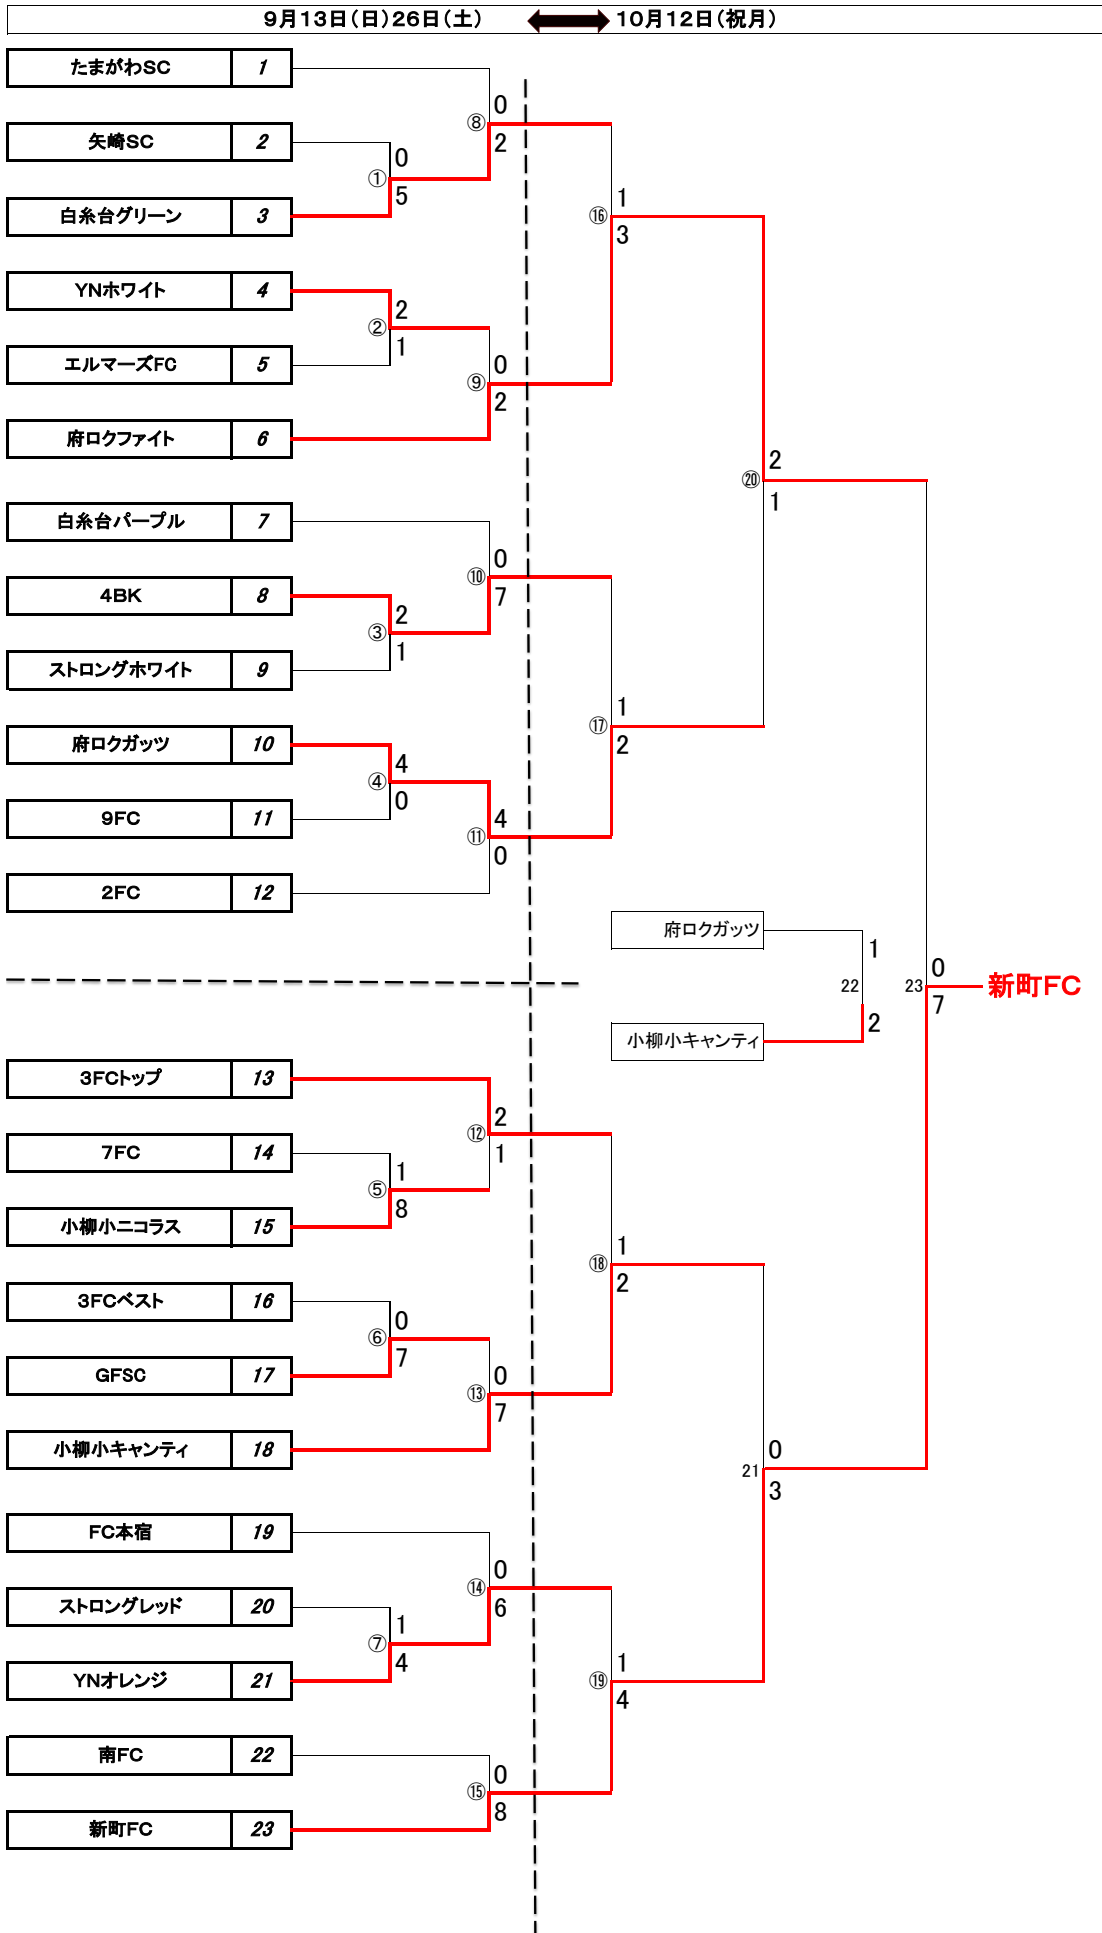 9月13日(日)26日(土) 10月12日(祝月)
たまがわSC 1
0
⑧
2
矢崎SC 2
0
①
5
白糸台グリーン 3
1
⑯
3
YNホワイト 4
2
②
1
エルマーズFC 5
0
⑨
2
府ロクファイト 6
2
⑳
1
白糸台パープル 7
0
⑩
7
4BK 8
2
③
1
ストロングホワイト 9
1
⑰
2
府ロクガッツ 10
4
④
0
9FC 11
4
⑪
0
2FC 12
府ロクガッツ
1
22
2
小柳小キャンティ
0
23
7
新町FC
3FCトップ 13
2
⑫
1
7FC 14
1
⑤
8
小柳小ニコラス 15
1
⑱
2
3FCベスト 16
0
⑥
7
GFSC 17
0
⑬
7
小柳小キャンティ 18
0
21
3
FC本宿 19
0
⑭
6
ストロングレッド 20
1
⑦
4
YNオレンジ 21
1
⑲
4
南FC 22
0
⑮
8
新町FC 23